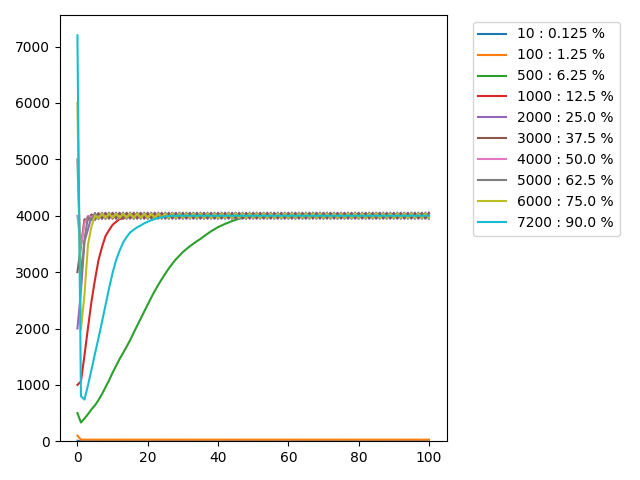 7000
6000
5000
4000
3000
2000
1000
0
0 20 40 60 80 100
10 : 0.125 %
100 : 1.25 %
500 : 6.25 %
1000 : 12.5 %
2000 : 25.0 %
3000 : 37.5 %
4000 : 50.0 %
5000 : 62.5 %
6000 : 75.0 %
7200 : 90.0 %